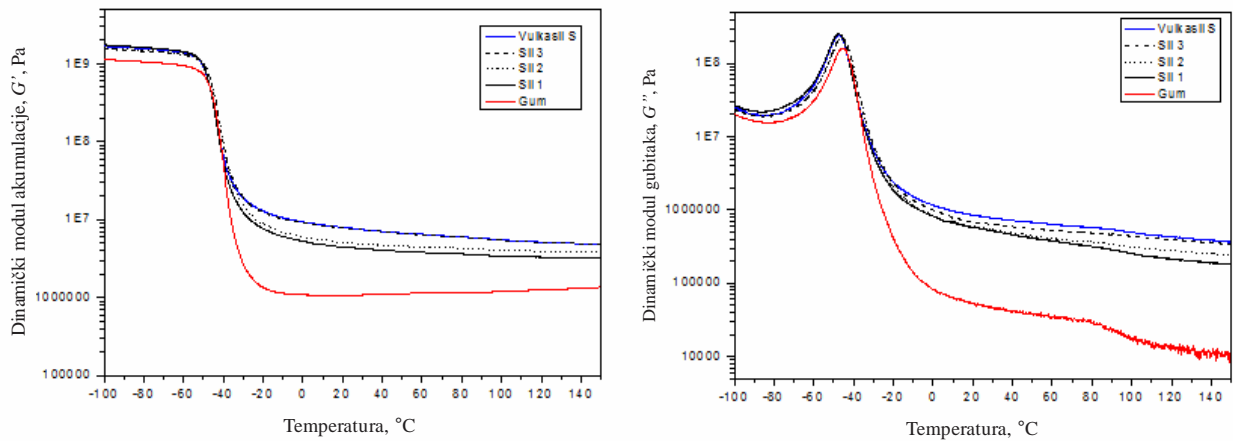 Dinamički modul akumulacije, G′, Pa
1E9
1E8
1E7
1000000
100000
Vulkasil S
Sil 3
Sil 2
Sil 1
Gum
-100 -80 -60 -40 -20 0 20 40 60 80 100 120 140
Temperatura, °C
Dinamički modul gubitaka, G″, Pa
1E8
1E7
1000000
100000
10000
Vulkasil S
Sil 3
Sil 2
Sil 1
Gum
-100 -80 -60 -40 -20 0 20 40 60 80 100 120 140
Temperatura, °C